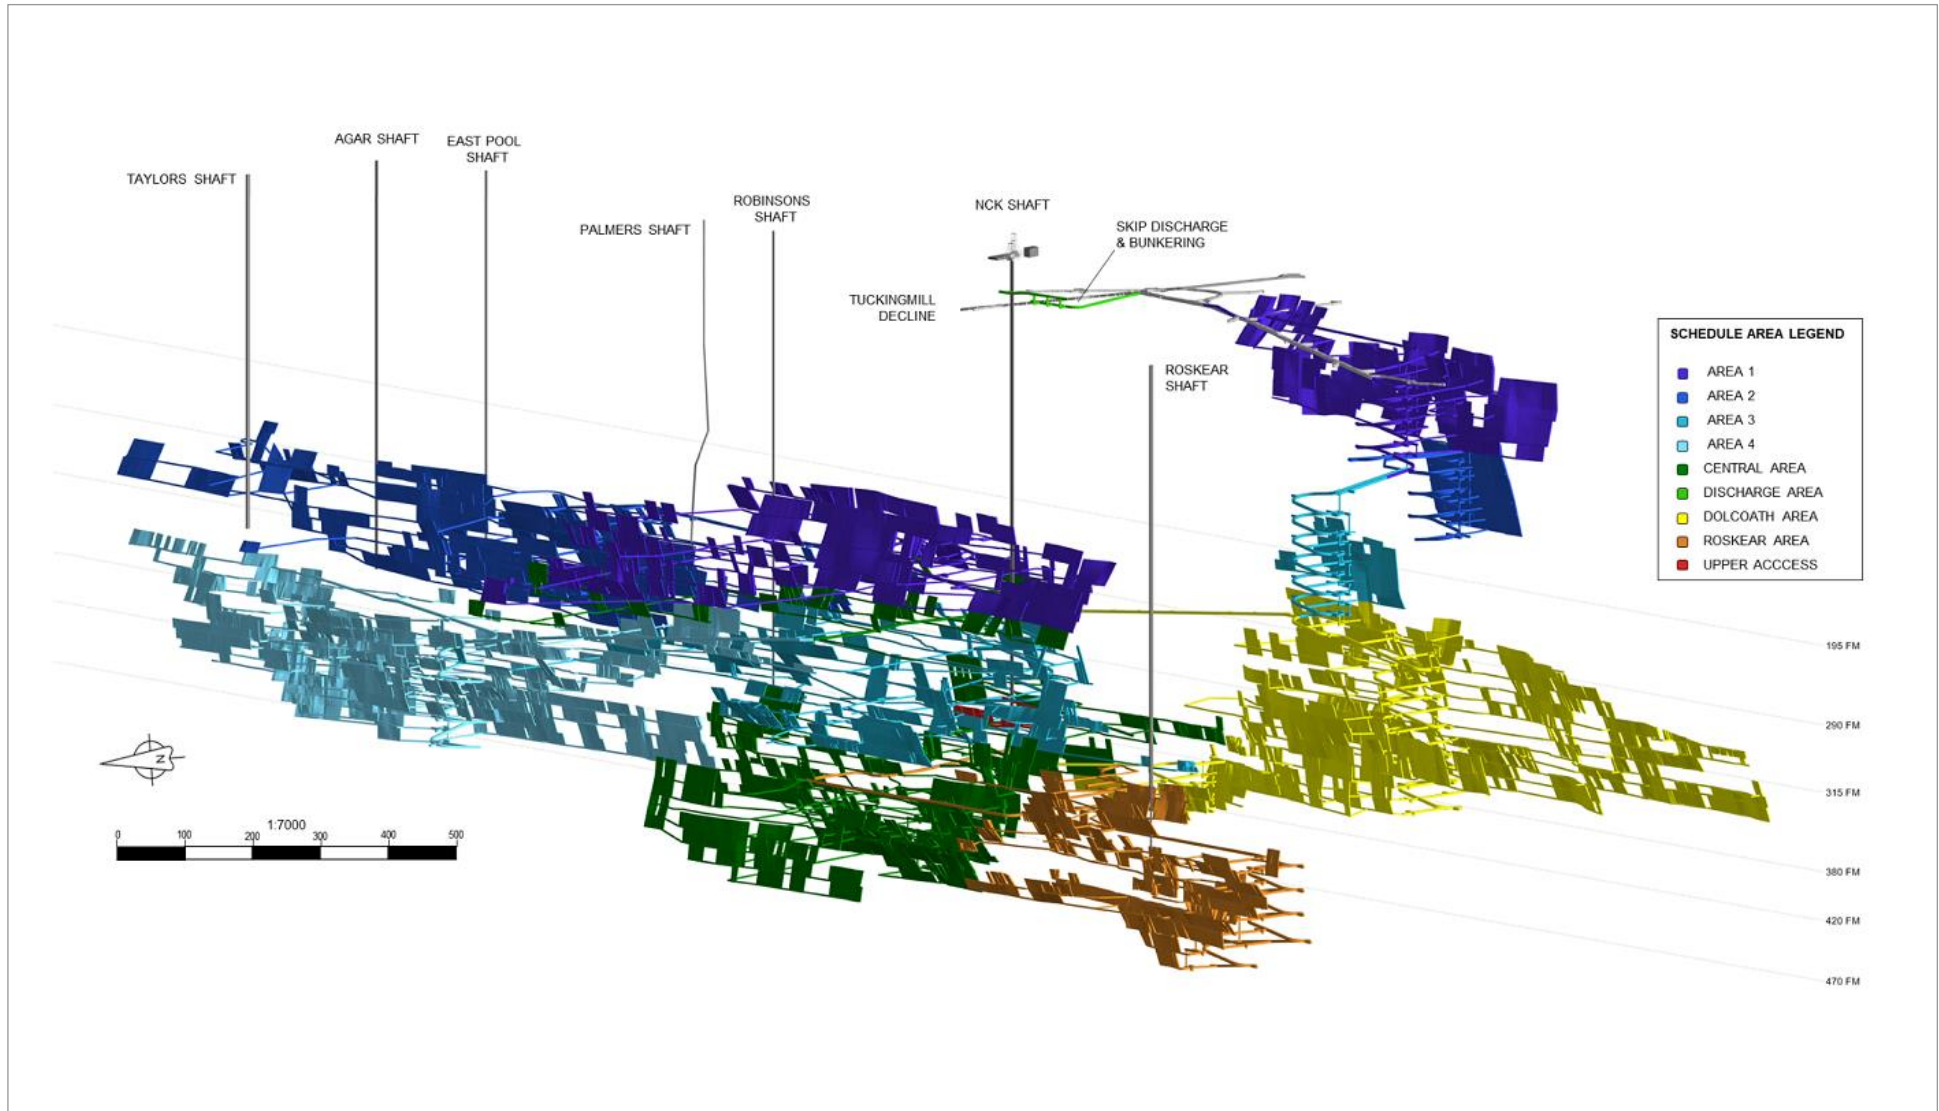 AGAR SHAFT
EAST POOL
SHAFT
TAYLORS SHAFT
ROBINSONS
SHAFT
PALMERS SHAFT
NCK SHAFT
SKIP DISCHARGE
& BUNKERING
TUCKINGMILL
DECLINE
ROSKEAR
SHAFT
SCHEDULE AREA LEGEND
AREA 1
AREA 2
AREA 3
AREA 4
CENTRAL AREA
DISCHARGE AREA
DOLCOATH AREA
ROSKEAR AREA
UPPER ACCCESS
195 FM
290 FM
315 FM
380 FM
420 FM
470 FM
N
1:7000
0 100 200 300 400 500